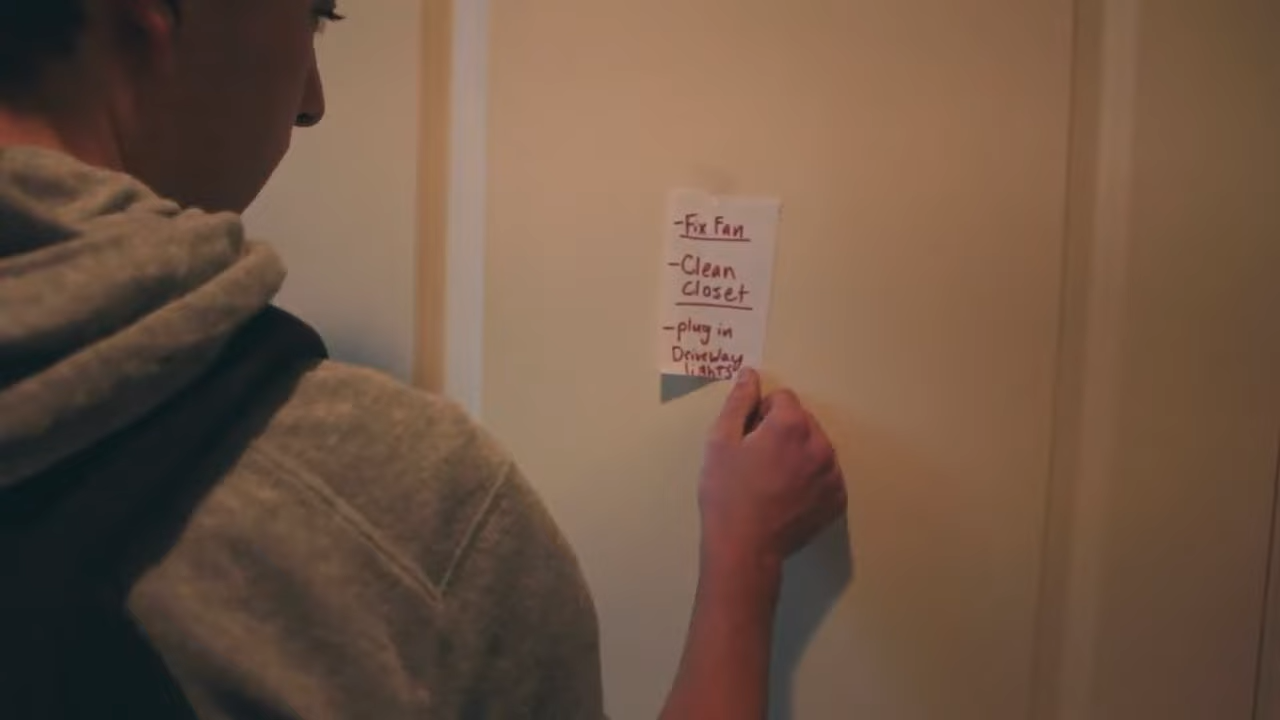 -Fix Fan
-Clean
closet
-plug in
DriveWay
lights